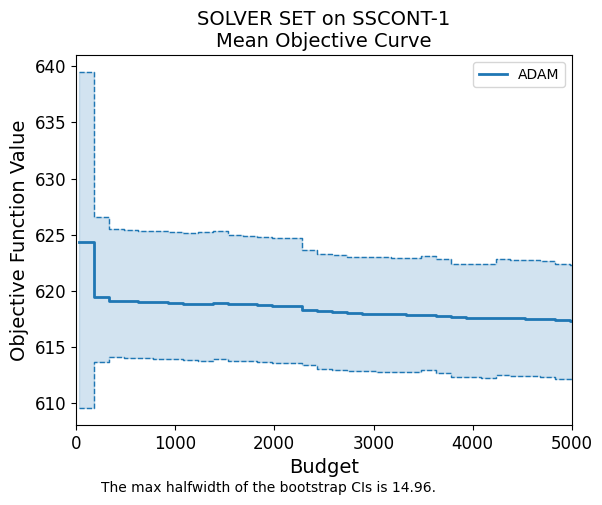 SOLVER SET on SSCONT-1
Mean Objective Curve
ADAM
Objective Function Value
640
635
630
625
620
615
610
0 1000 2000 3000 4000 5000
Budget
The max halfwidth of the bootstrap CIs is 14.96.